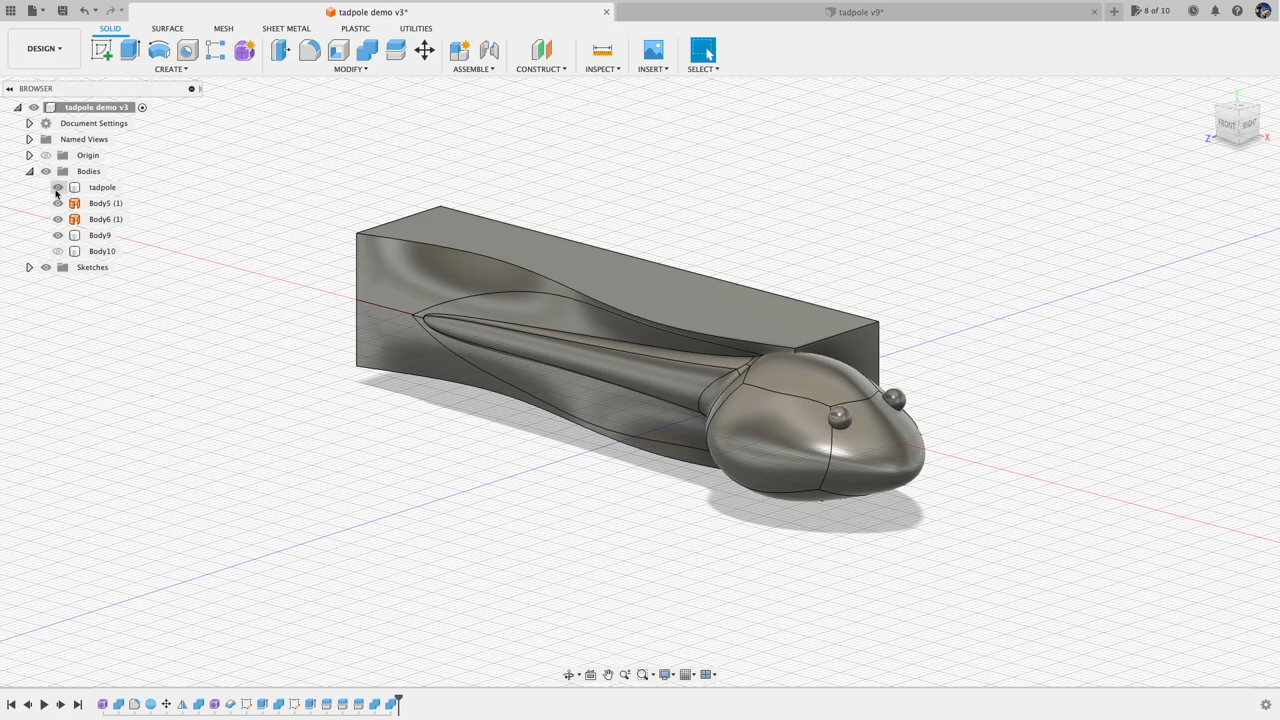 tadpole demo v3*
tadpole v9*
8 of 10
DESIGN
SOLID
SURFACE
MESH
SHEET METAL
PLASTIC
UTILITIES
CREATE
MODIFY
ASSEMBLE
CONSTRUCT
INSPECT
INSERT
SELECT
BROWSER
tadpole demo v3
Document Settings
Named Views
Origin
Bodies
tadpole
Body5 (1)
Body6 (1)
Body9
Body10
Sketches
Y
FRONT
RIGHT
Z
X